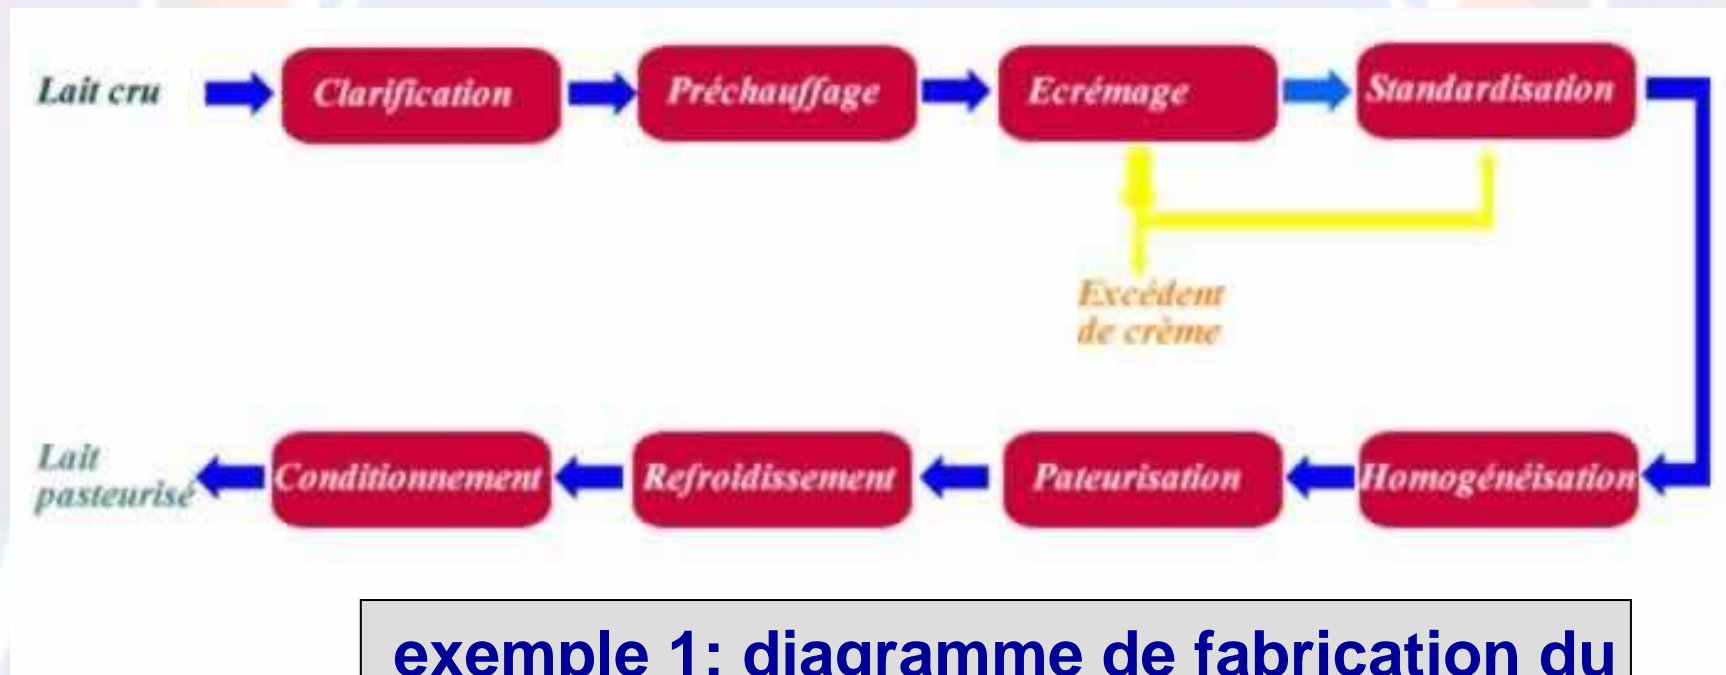 Lait cru
Clarification
Préchauffage
Ecrémage
Standardisation
Excédent
de crème
Lait
pasteurisé
Conditionnement
Refroidissement
Pateurisation
Homogénéisation
exemple 1: diagramme de fabrication du